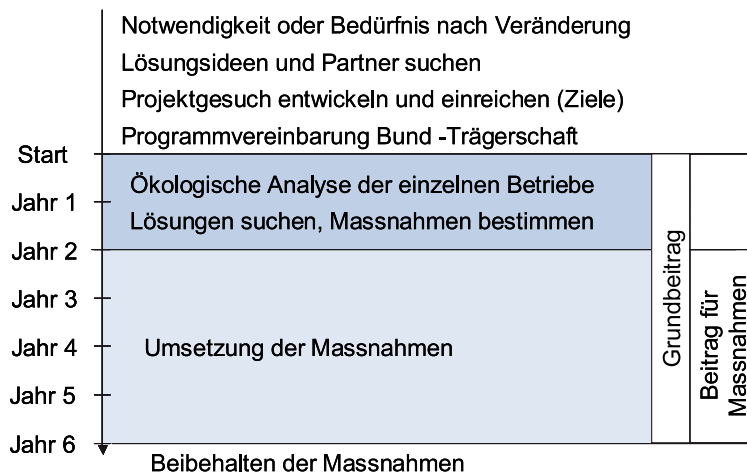 Notwendigkeit oder Bedürfnis nach Veränderung
Lösungsideen und Partner suchen
Projektgesuch entwickeln und einreichen (Ziele)
Programmvereinbarung Bund -Trägerschaft
Start
Ökologische Analyse der einzelnen Betriebe
Jahr 1
Lösungen suchen, Massnahmen bestimmen
Jahr 2
Jahr 3
Umsetzung der Massnahmen
Jahr 4
Jahr 5
Jahr 6
Grundbeitrag
Beitrag für
Massnahmen
Beibehalten der Massnahmen